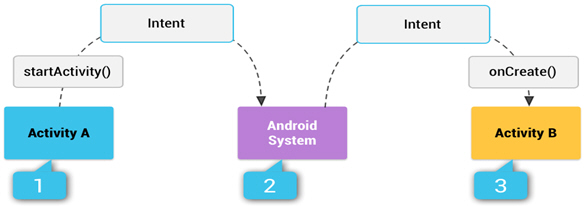 Intent
Intent
startActivity()
onCreate()
Activity A
Android
System
Activity B
1
2
3